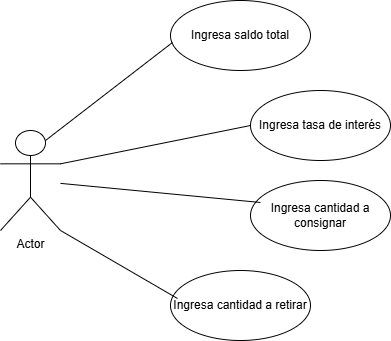 Ingresa saldo total
Ingresa tasa de interés
Ingresa cantidad a
consignar
Actor
Ingresa cantidad a retirar